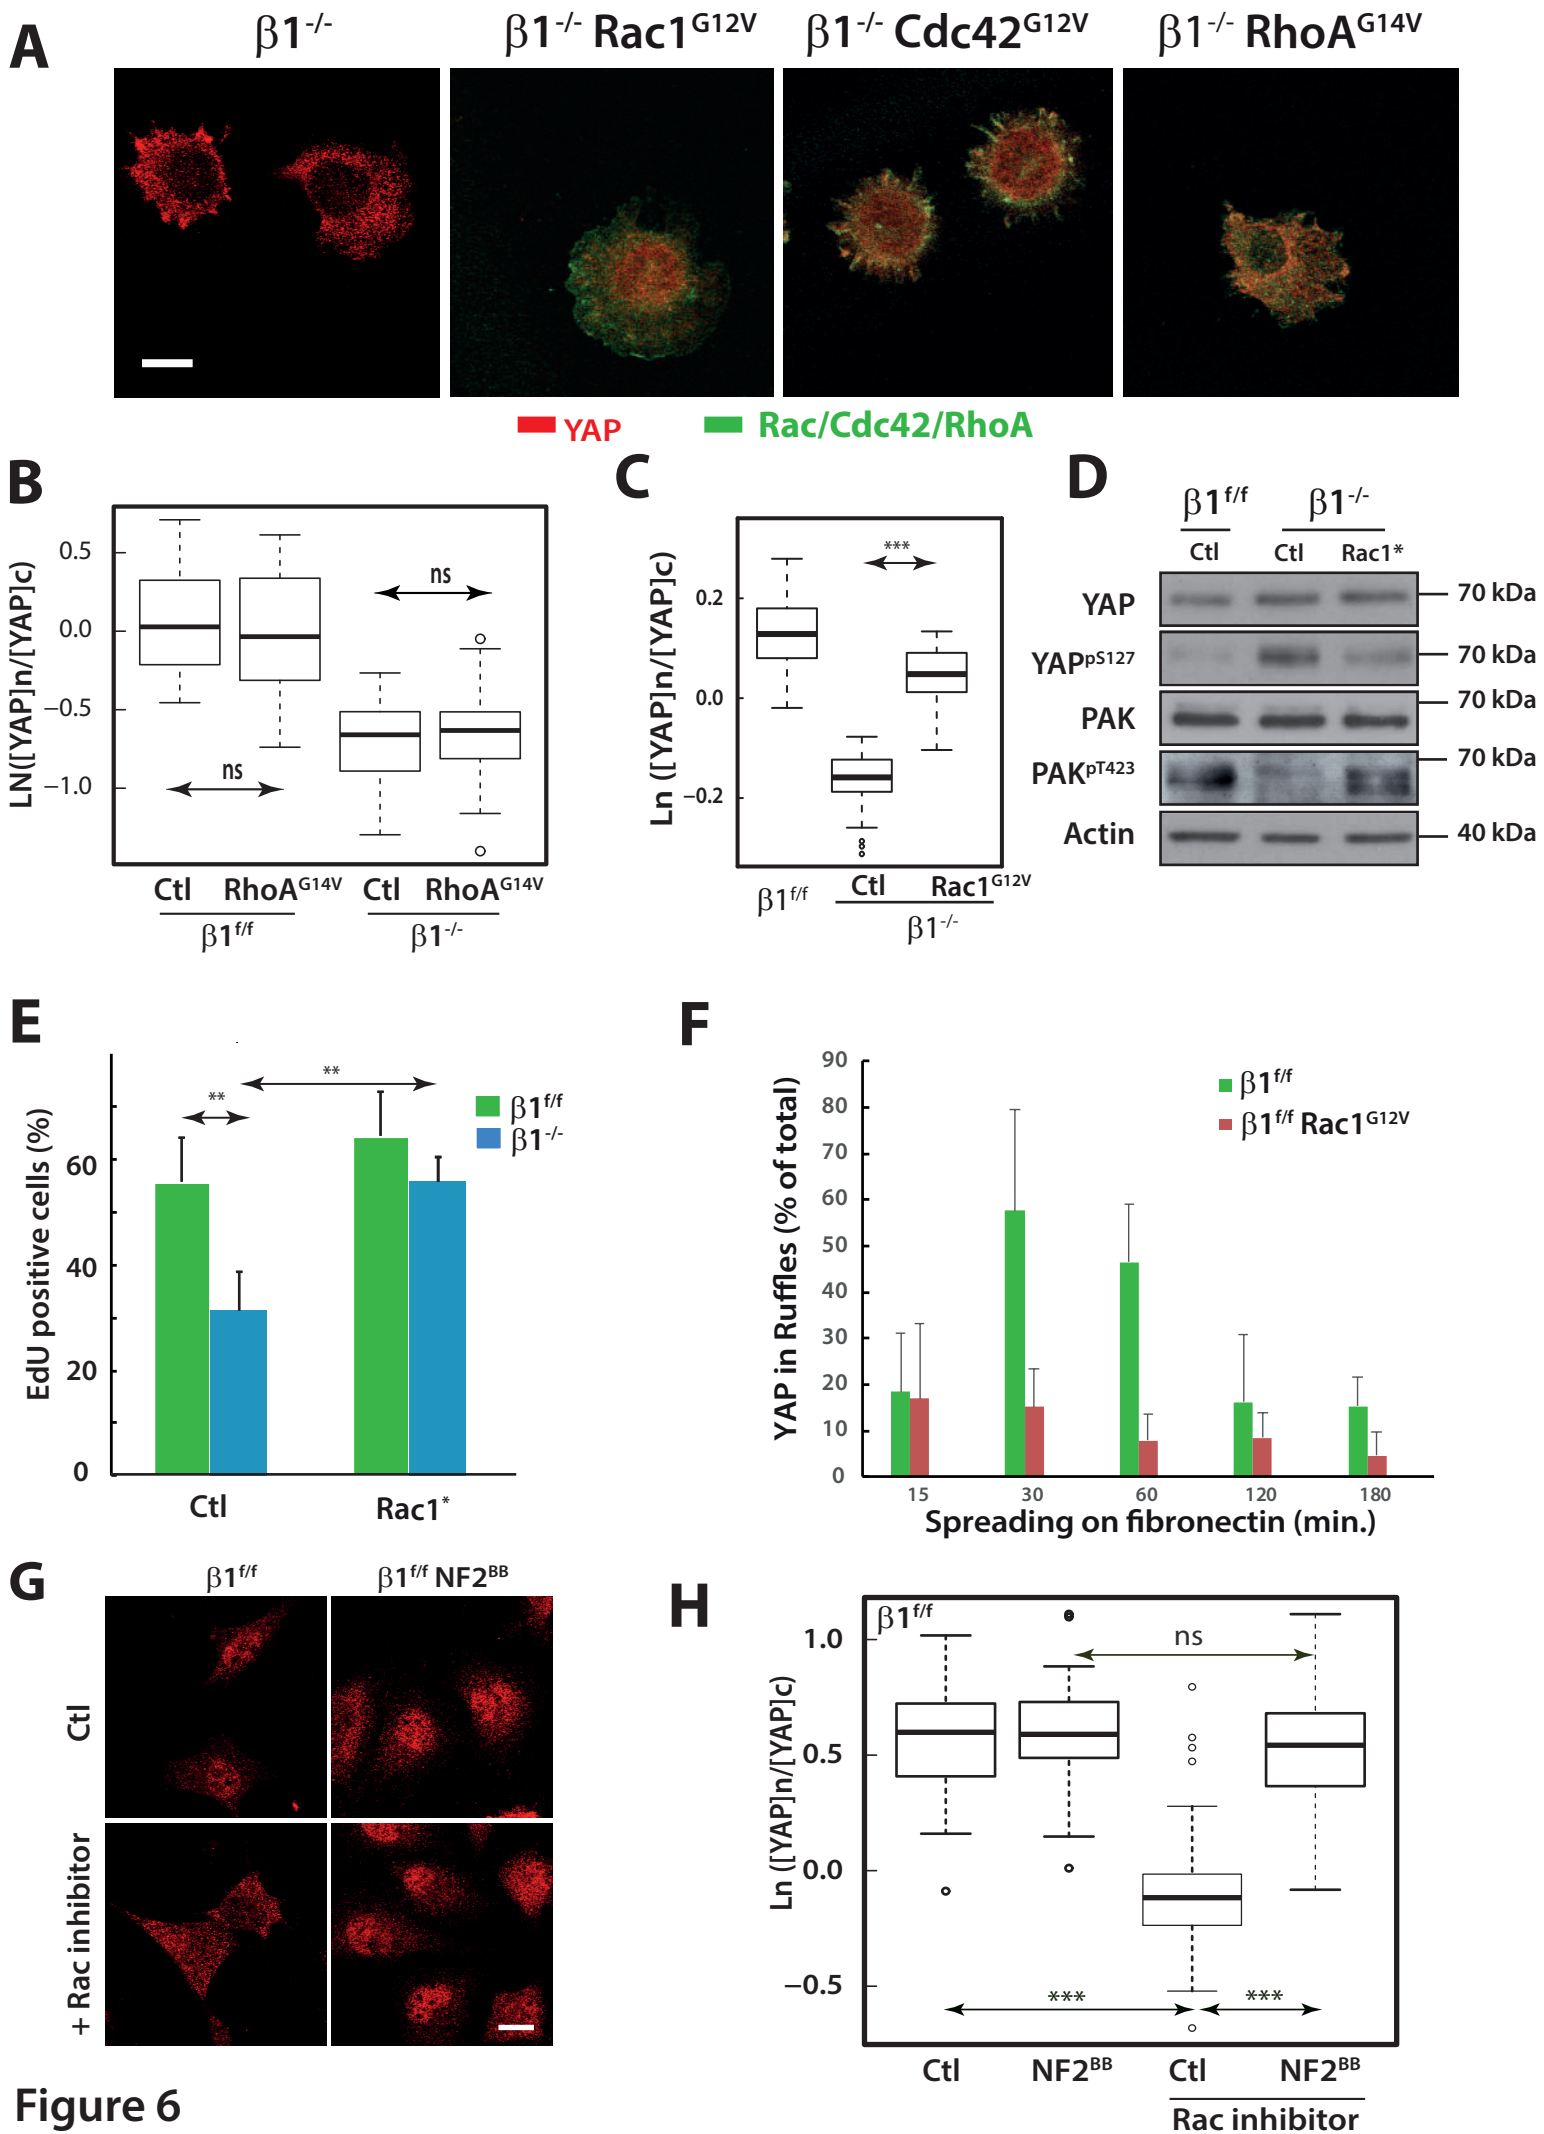 A
β1-/-
β1-/- Rac1G12V
β1-/- Cdc42G12V
β1-/- RhoAG14V
YAP
Rac/Cdc42/RhoA
B
LN([YAP]n/[YAP]c)
0.5
0.0
−0.5
−1.0
ns
ns
Ctl RhoAG14V Ctl RhoAG14V
β1f/f β1-/-
C
Ln ([YAP]n/[YAP]c)
0.2
0.0
−0.2
***
β1f/f
Ctl Rac1G12V
β1-/-
D
β1f/f β1-/-
Ctl Ctl Rac1*
YAP 70 kDa
YAPpS127 70 kDa
PAK 70 kDa
PAKpT423 70 kDa
Actin 40 kDa
E
EdU positive cells (%)
60
40
20
0
**
**
β1f/f
β1-/-
Ctl Rac1*
F
YAP in Ruffles (% of total)
90
80
70
60
50
40
30
20
10
0
β1f/f
β1f/f Rac1G12V
15 30 60 120 180
Spreading on fibronectin (min.)
G
β1f/f β1f/f NF2BB
Ctl
+ Rac inhibitor
H
β1f/f
Ln ([YAP]n/[YAP]c)
1.0
0.5
0.0
−0.5
ns
*** ***
Ctl NF2BB Ctl NF2BB
Rac inhibitor
Figure 6